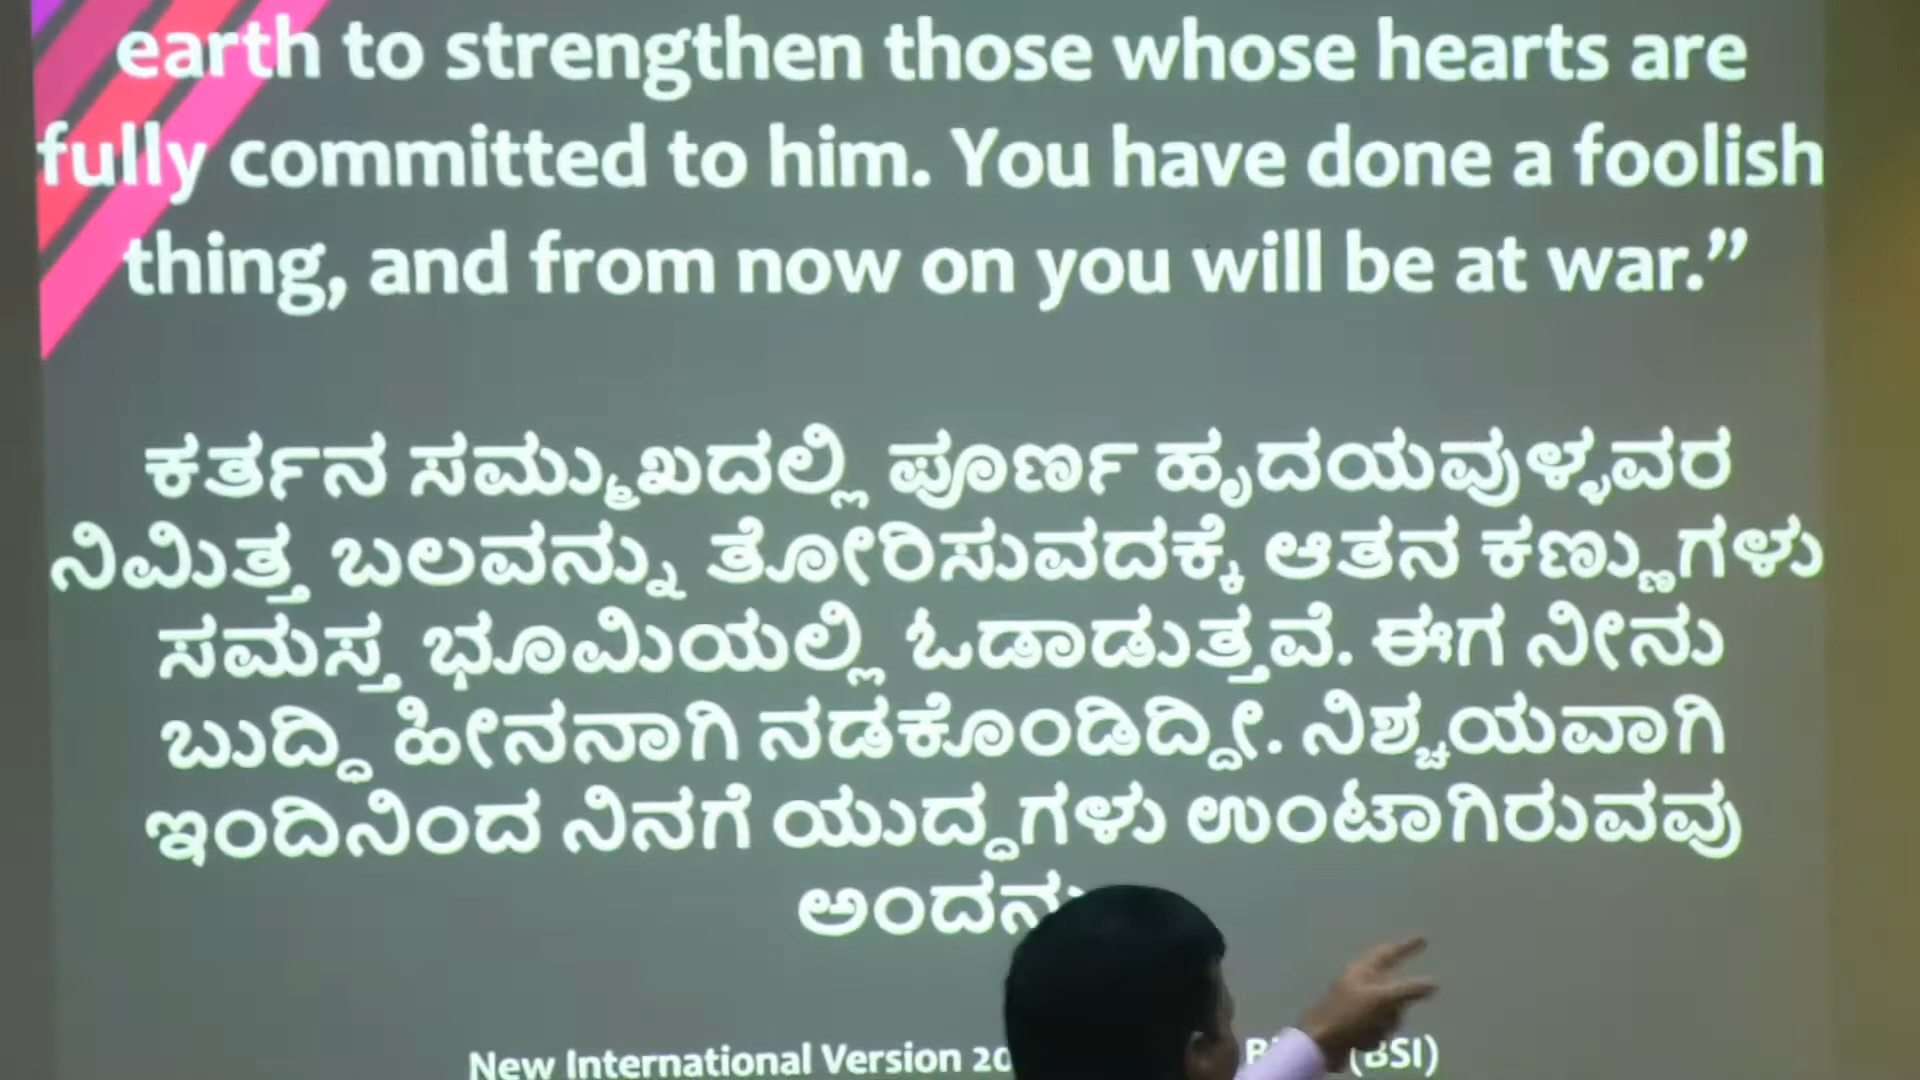 earth to strengthen those whose hearts are
fully committed to him. You have done a foolish
thing, and from now on you will be at war.”
ಕರ್ತನ ಸಮ್ಮುಖದಲ್ಲಿ ಪೂರ್ಣ ಹೃದಯವುಳ್ಳವರ
ನಿಮಿತ್ತ ಬಲವನ್ನು ತೋರಿಸುವದಕ್ಕೆ ಆತನ ಕಣ್ಣುಗಳು
ಸಮಸ್ತ ಭೂಮಿಯಲ್ಲಿ ಓಡಾಡುತ್ತವೆ. ಈಗ ನೀನು
ಬುದ್ಧಿ ಹೀನನಾಗಿ ನಡಕೊಂಡಿದ್ದೀ. ನಿಶ್ಚಯವಾಗಿ
ಇಂದಿನಿಂದ ನಿನಗೆ ಯುದ್ಧಗಳು ಉಂಟಾಗಿರುವವು
ಅಂದನು
New International Version (BSI)